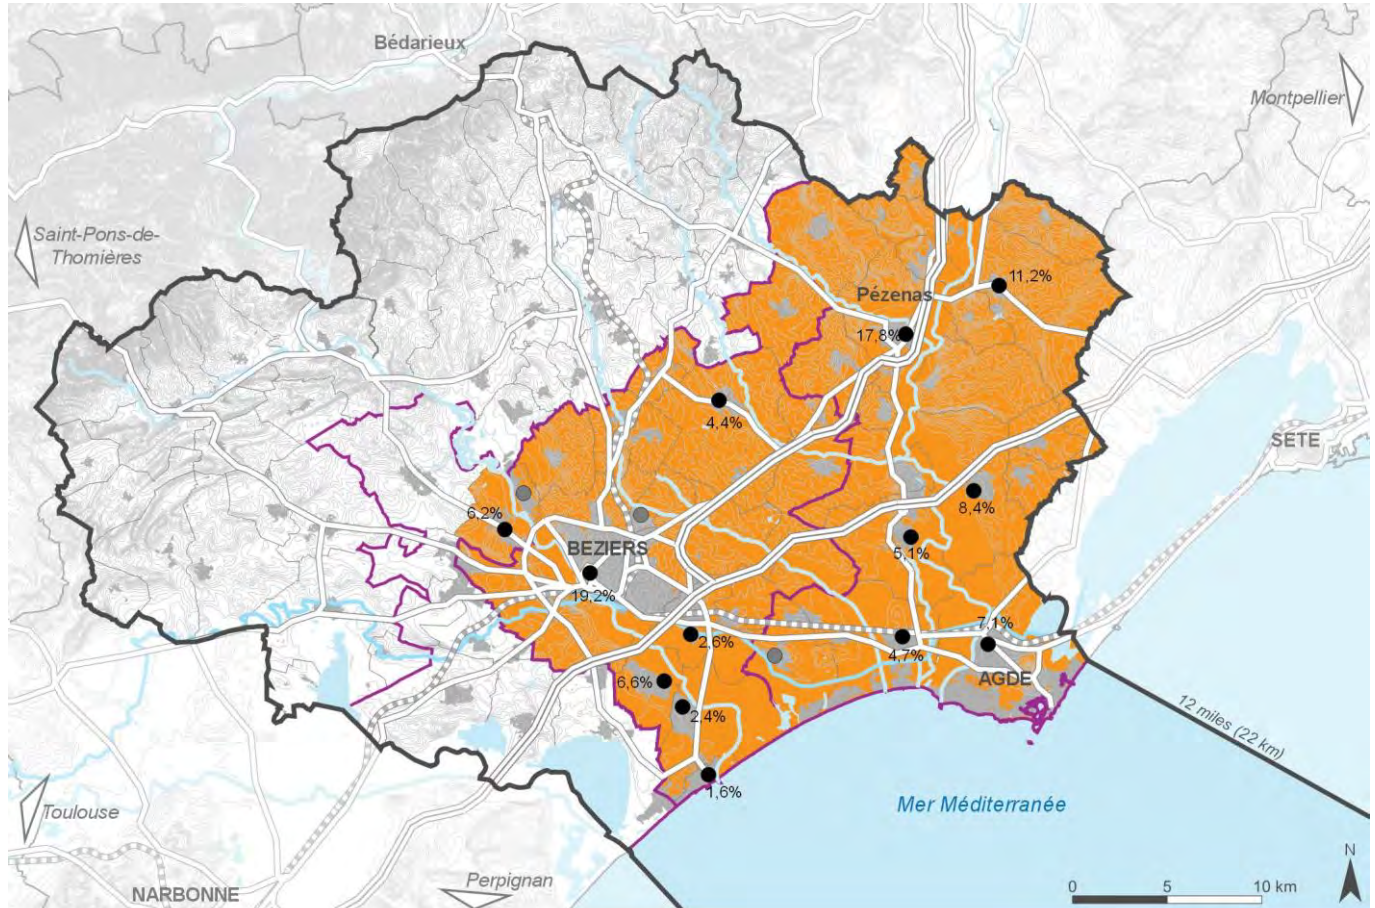 Bédarieux
Montpellier
Saint-Pons-de-
Thomières
11,2%
Pézenas
17,8%
4,4%
SETE
8,4%
6,2%
5,1%
BEZIERS
19,2%
7,1%
2,6%
4,7%
AGDE
6,6%
2,4%
12 miles (22 km)
1,6%
Mer Méditerranée
Toulouse
Perpignan
NARBONNE
N
0 5 10 km